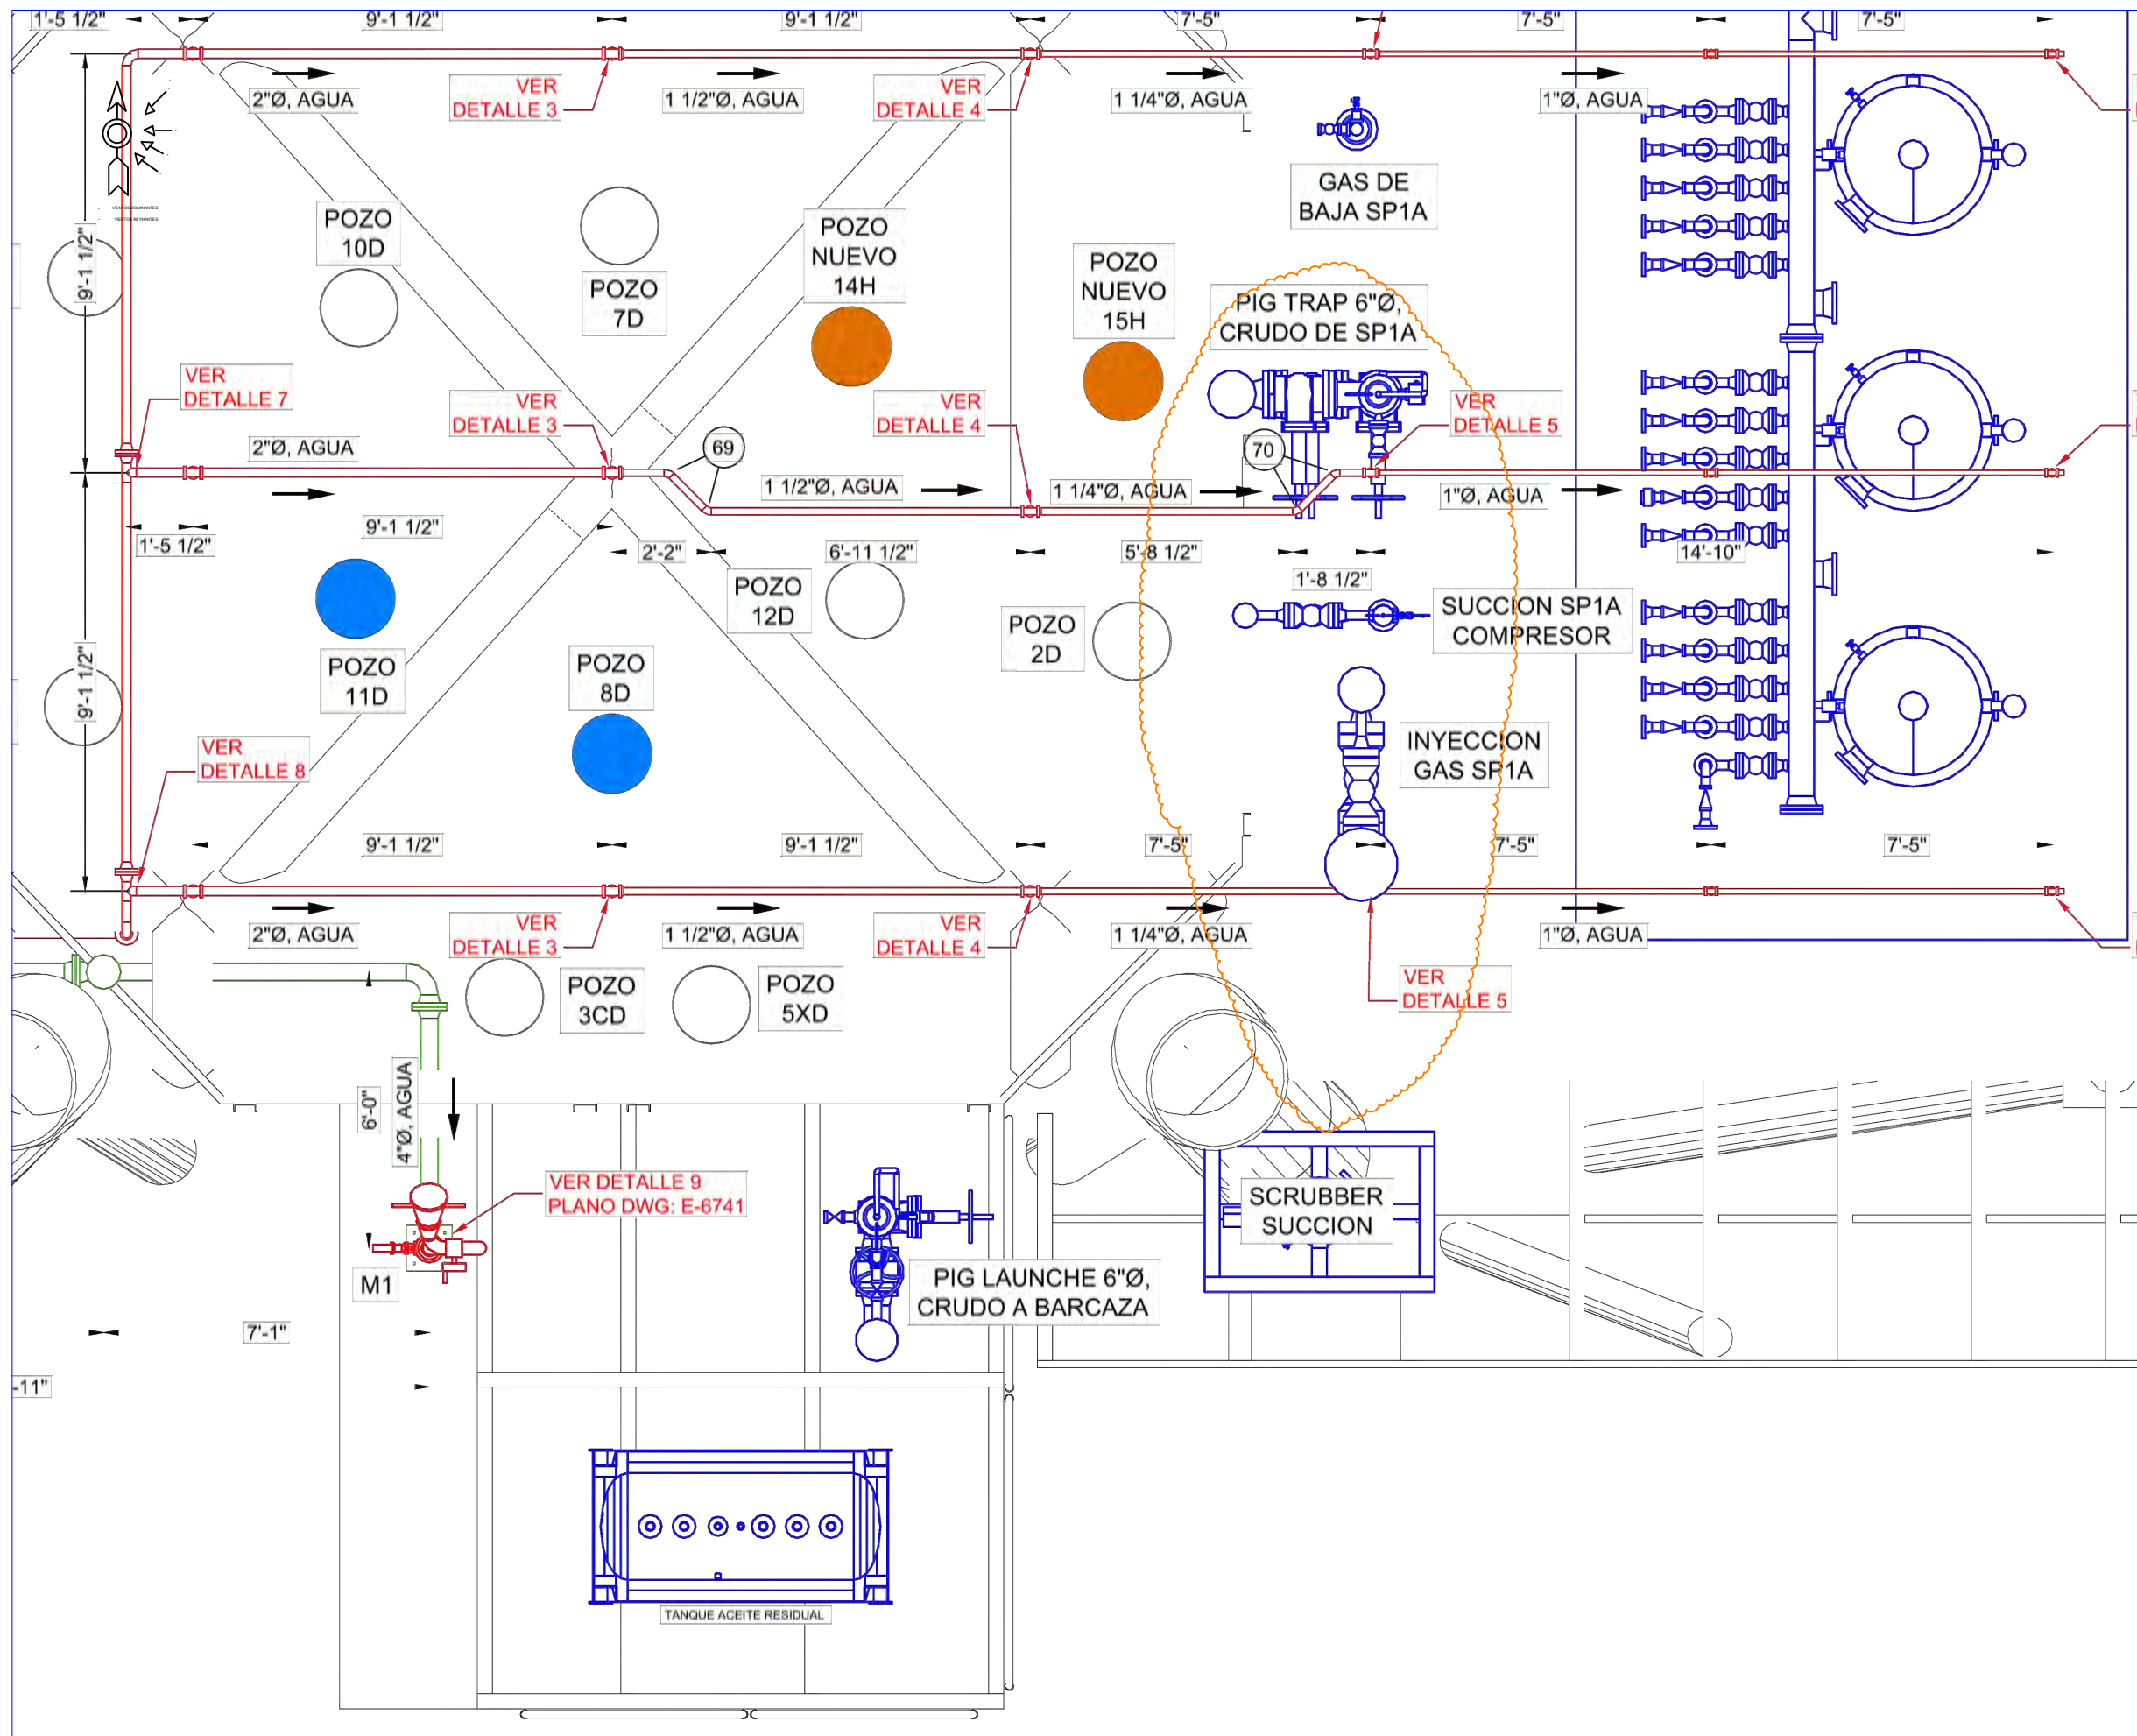 1'-5 1/2"
9'-1 1/2"
9'-1 1/2"
7'-5"
7'-5"
7'-5"
2"Ø, AGUA
VER
DETALLE 3
1 1/2"Ø, AGUA
VER
DETALLE 4
1 1/4"Ø, AGUA
1"Ø, AGUA
VIENTOS DOMINANTES
VIENTOS REYNANTES
9'-1 1/2"
POZO
10D
POZO
7D
POZO
NUEVO
14H
POZO
NUEVO
15H
GAS DE
BAJA SP1A
PIG TRAP 6"Ø,
CRUDO DE SP1A
VER
DETALLE 7
VER
DETALLE 3
VER
DETALLE 4
VER
DETALLE 5
2"Ø, AGUA
69
70
1 1/2"Ø, AGUA
1 1/4"Ø, AGUA
1"Ø, AGUA
1'-5 1/2"
9'-1 1/2"
2'-2"
6'-11 1/2"
5'-8 1/2"
1'-8 1/2"
14'-10"
9'-1 1/2"
POZO
11D
POZO
8D
POZO
12D
POZO
2D
SUCCION SP1A
COMPRESOR
INYECCION
GAS SP1A
VER
DETALLE 8
9'-1 1/2"
9'-1 1/2"
7'-5"
7'-5"
7'-5"
2"Ø, AGUA
VER
DETALLE 3
1 1/2"Ø, AGUA
VER
DETALLE 4
1 1/4"Ø, AGUA
1"Ø, AGUA
VER
DETALLE 5
POZO
3CD
POZO
5XD
6'-0"
4"Ø, AGUA
VER DETALLE 9
PLANO DWG: E-6741
M1
SCRUBBER
SUCCION
PIG LAUNCHE 6"Ø,
CRUDO A BARCAZA
7'-1"
-11"
TANQUE ACEITE RESIDUAL